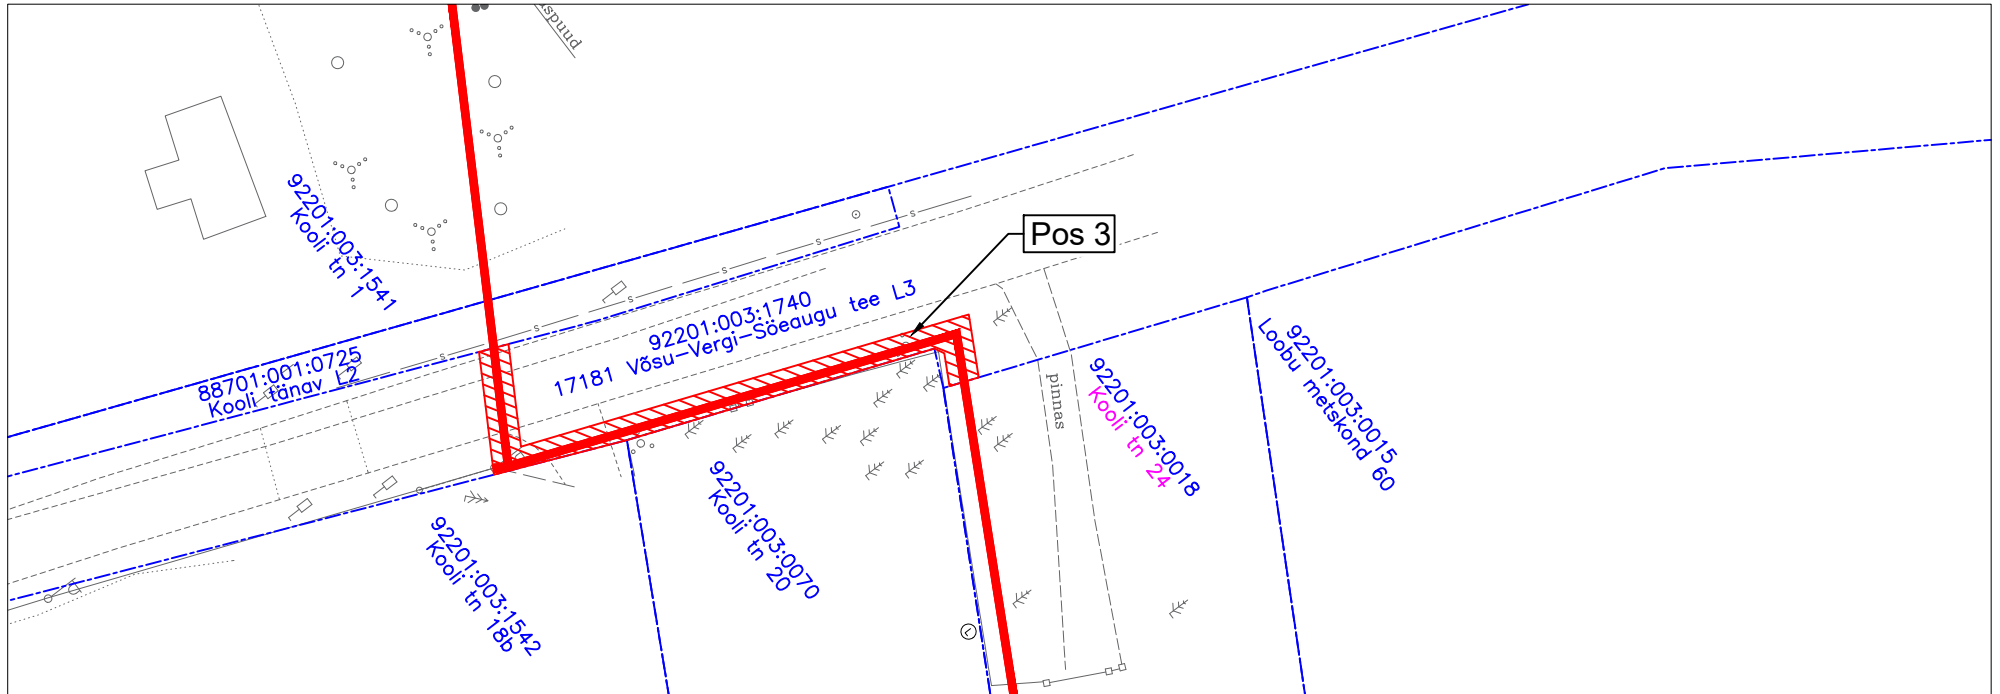 spuud
92201:003:1541
Kooli tn 1
Pos 3
92201:003:1740
17181 Võsu-Vergi-Sõeaugu tee L3
88701:001:0725
Kooli tänav L2
s
s
s
s
s
s
pinnas
92201:003:0018
Kooli tn 24
92201:003:0015
Loobu metskond 60
92201:003:0070
Kooli tn 20
92201:003:1542
Kooli tn 18b
L